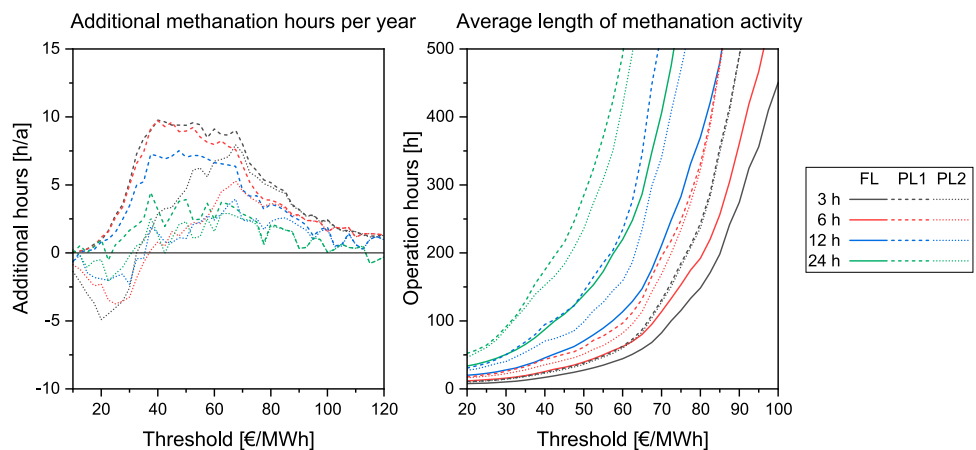 Additional methanation hours per year
Average length of methanation activity
Additional hours [h/a]
15
10
5
0
-5
-10
20
40
60
80
100
120
Threshold [€/MWh]
Operation hours [h]
500
400
300
200
100
0
20
30
40
50
60
70
80
90
100
Threshold [€/MWh]
FL PL1 PL2
3 h
6 h
12 h
24 h